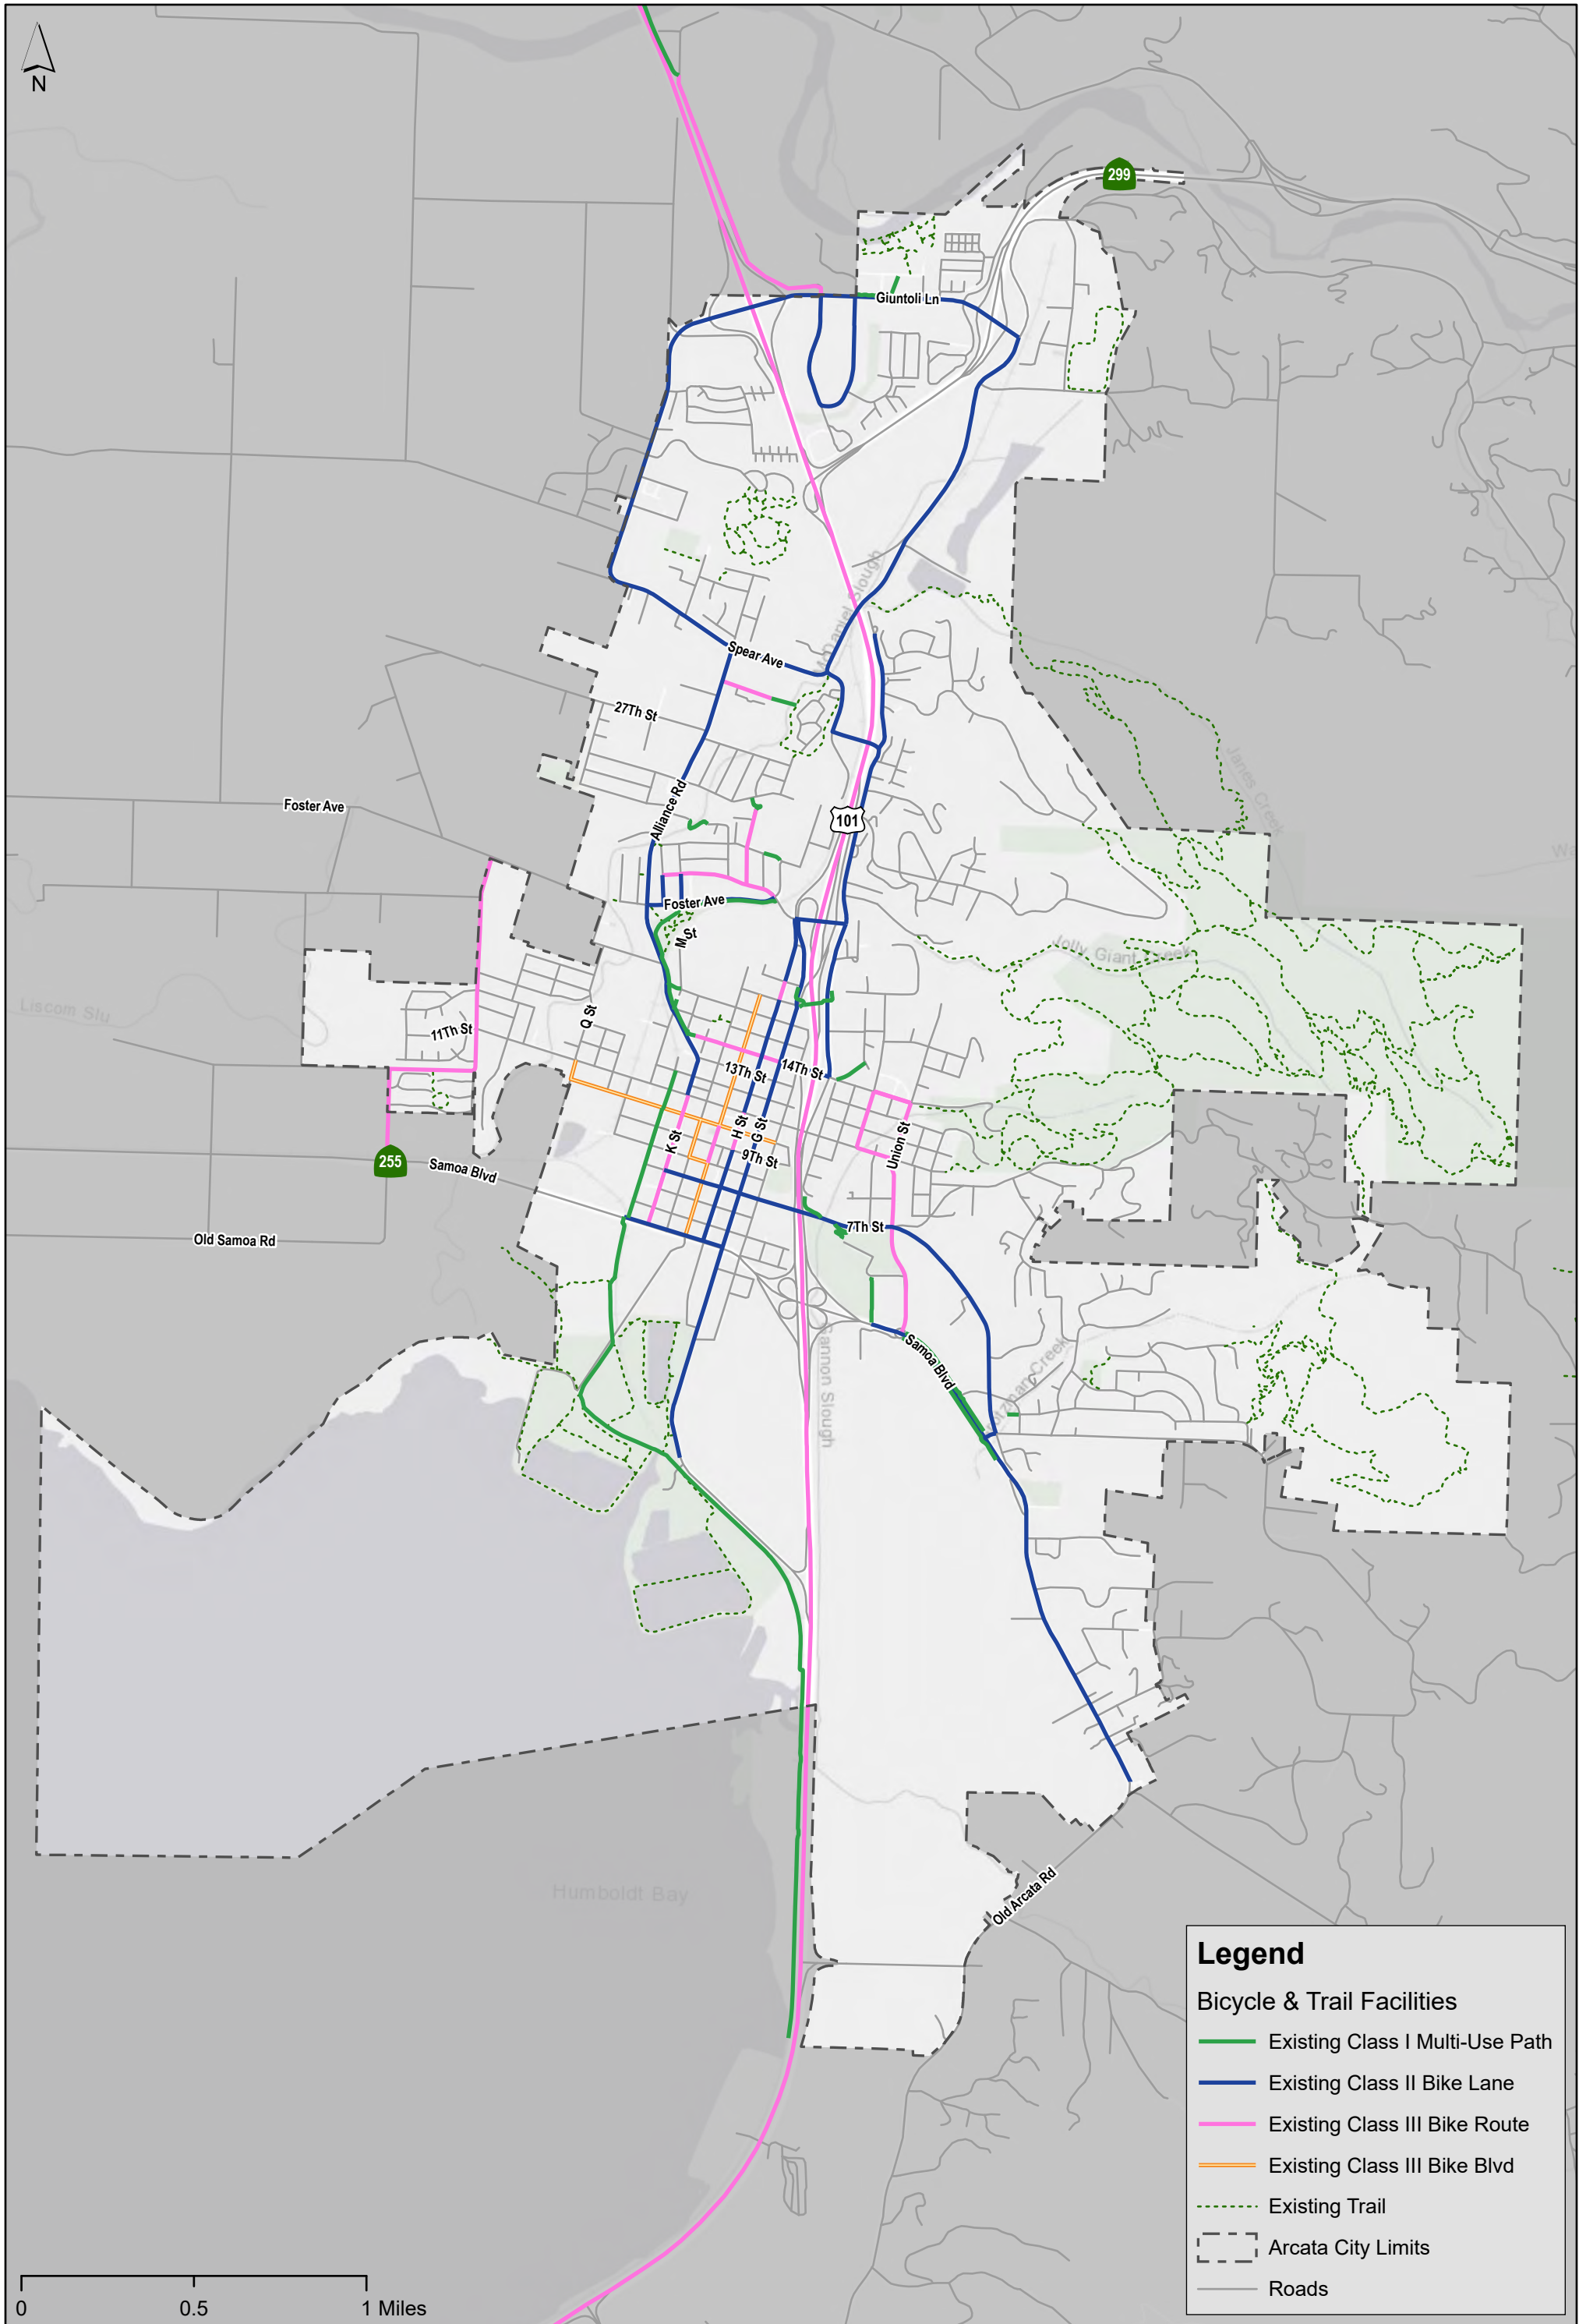 N
299
Giuntoli Ln
McDaniel Slough
Spear Ave
27Th St
Janes Creek
Alliance Rd
Foster Ave
101
Wa
Foster Ave
M St
Jolly Giant Creek
Liscom Slu
Q St
11Th St
14Th St
13Th St
H St
G St
K St
Union St
9Th St
255
Samoa Blvd
7Th St
Old Samoa Rd
Gannon Slough
Samoa Blvd
Humboldt Bay
Old Arcata Rd
Legend
Bicycle & Trail Facilities
Existing Class I Multi-Use Path
Existing Class II Bike Lane
Existing Class III Bike Route
Existing Class III Bike Blvd
Existing Trail
Arcata City Limits
Roads
0 0.5 1 Miles